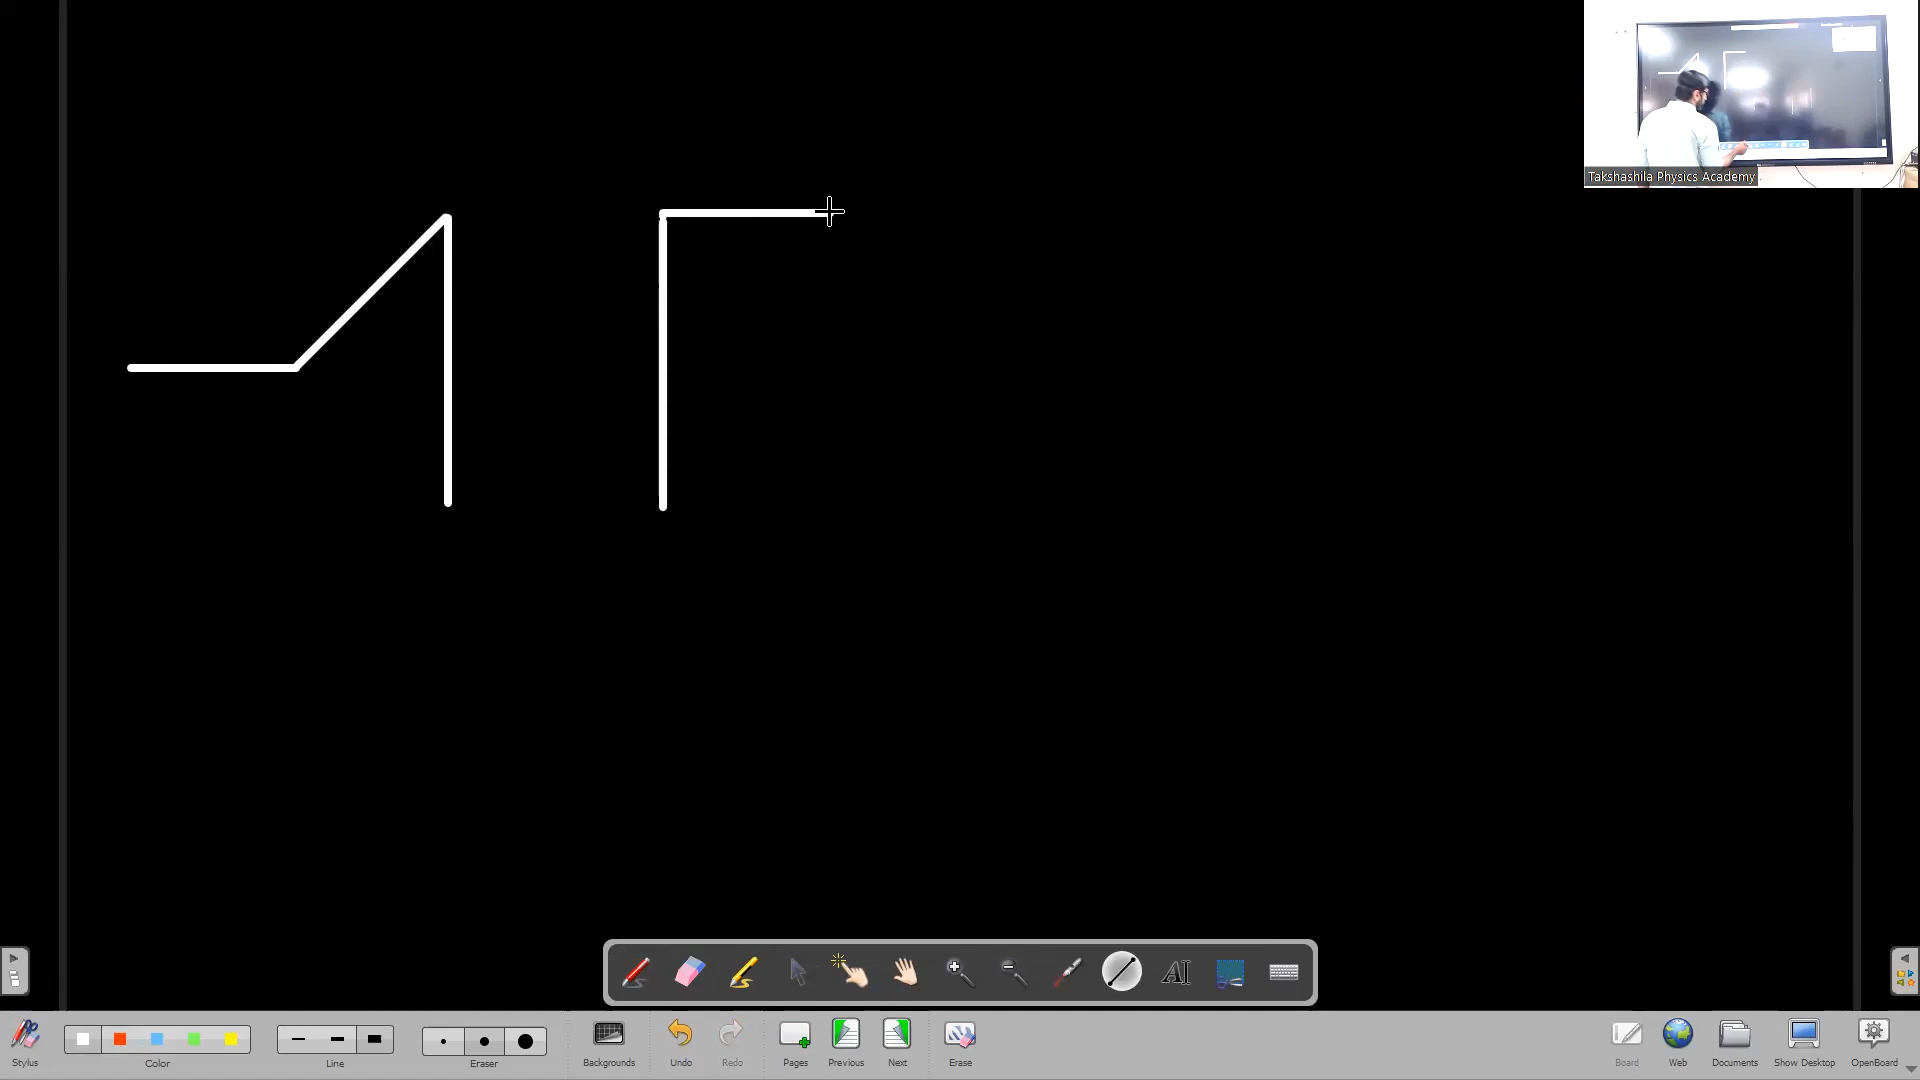 Takshashila Physics Academy
AI
Stylus
Color
Line
Eraser
Backgrounds
Undo
Redo
Pages
Previous
Next
Erase
Board
Web
Documents
Show Desktop
OpenBoard